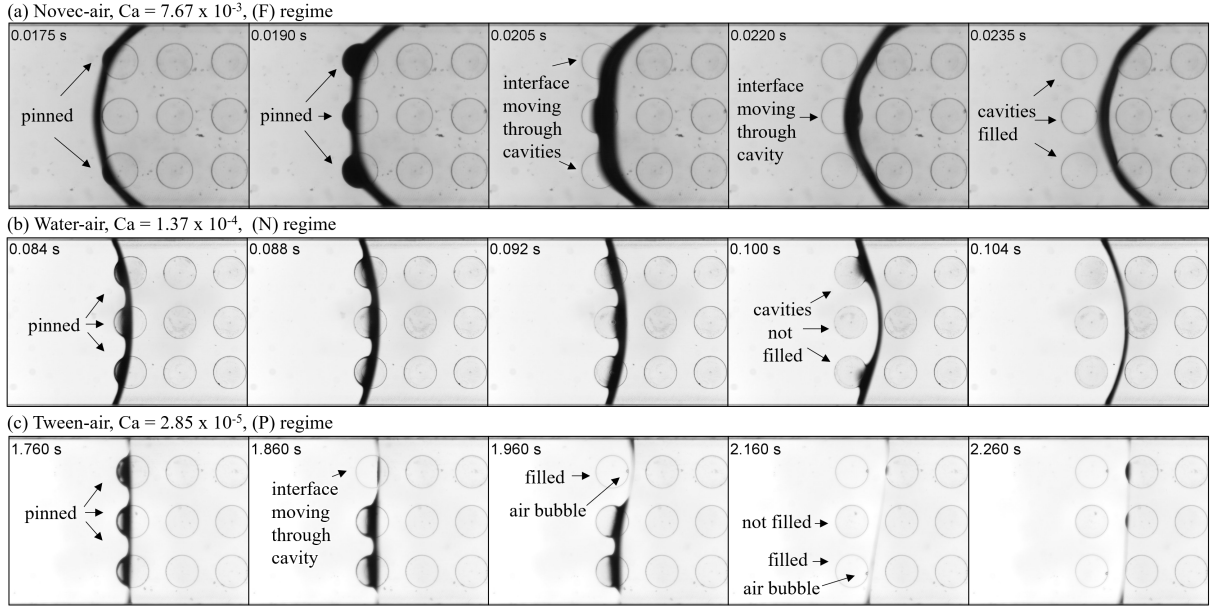 (a) Novec-air, Ca = 7.67 x 10⁻³, (F) regime
0.0175 s
pinned
0.0190 s
pinned
0.0205 s
interface
moving
through
cavities
0.0220 s
interface
moving
through
cavity
0.0235 s
cavities
filled
(b) Water-air, Ca = 1.37 x 10⁻⁴, (N) regime
0.084 s
pinned
0.088 s
0.092 s
0.100 s
cavities
not
filled
0.104 s
(c) Tween-air, Ca = 2.85 x 10⁻⁵, (P) regime
1.760 s
pinned
1.860 s
interface
moving
through
cavity
1.960 s
filled
air bubble
2.160 s
not filled
filled
air bubble
2.260 s